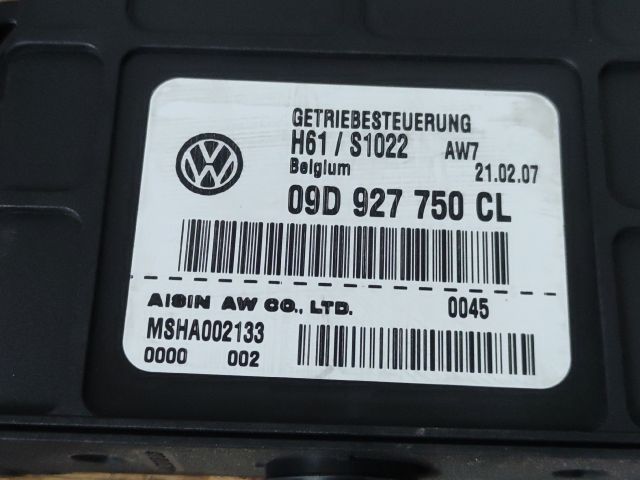 GETRIEBESTEUERUNG
H61 / S1022 AW7
Belgium 21.02.07
09D 927 750 CL
AISIN AW CO., LTD. 0045
MSHA002133
0000 002